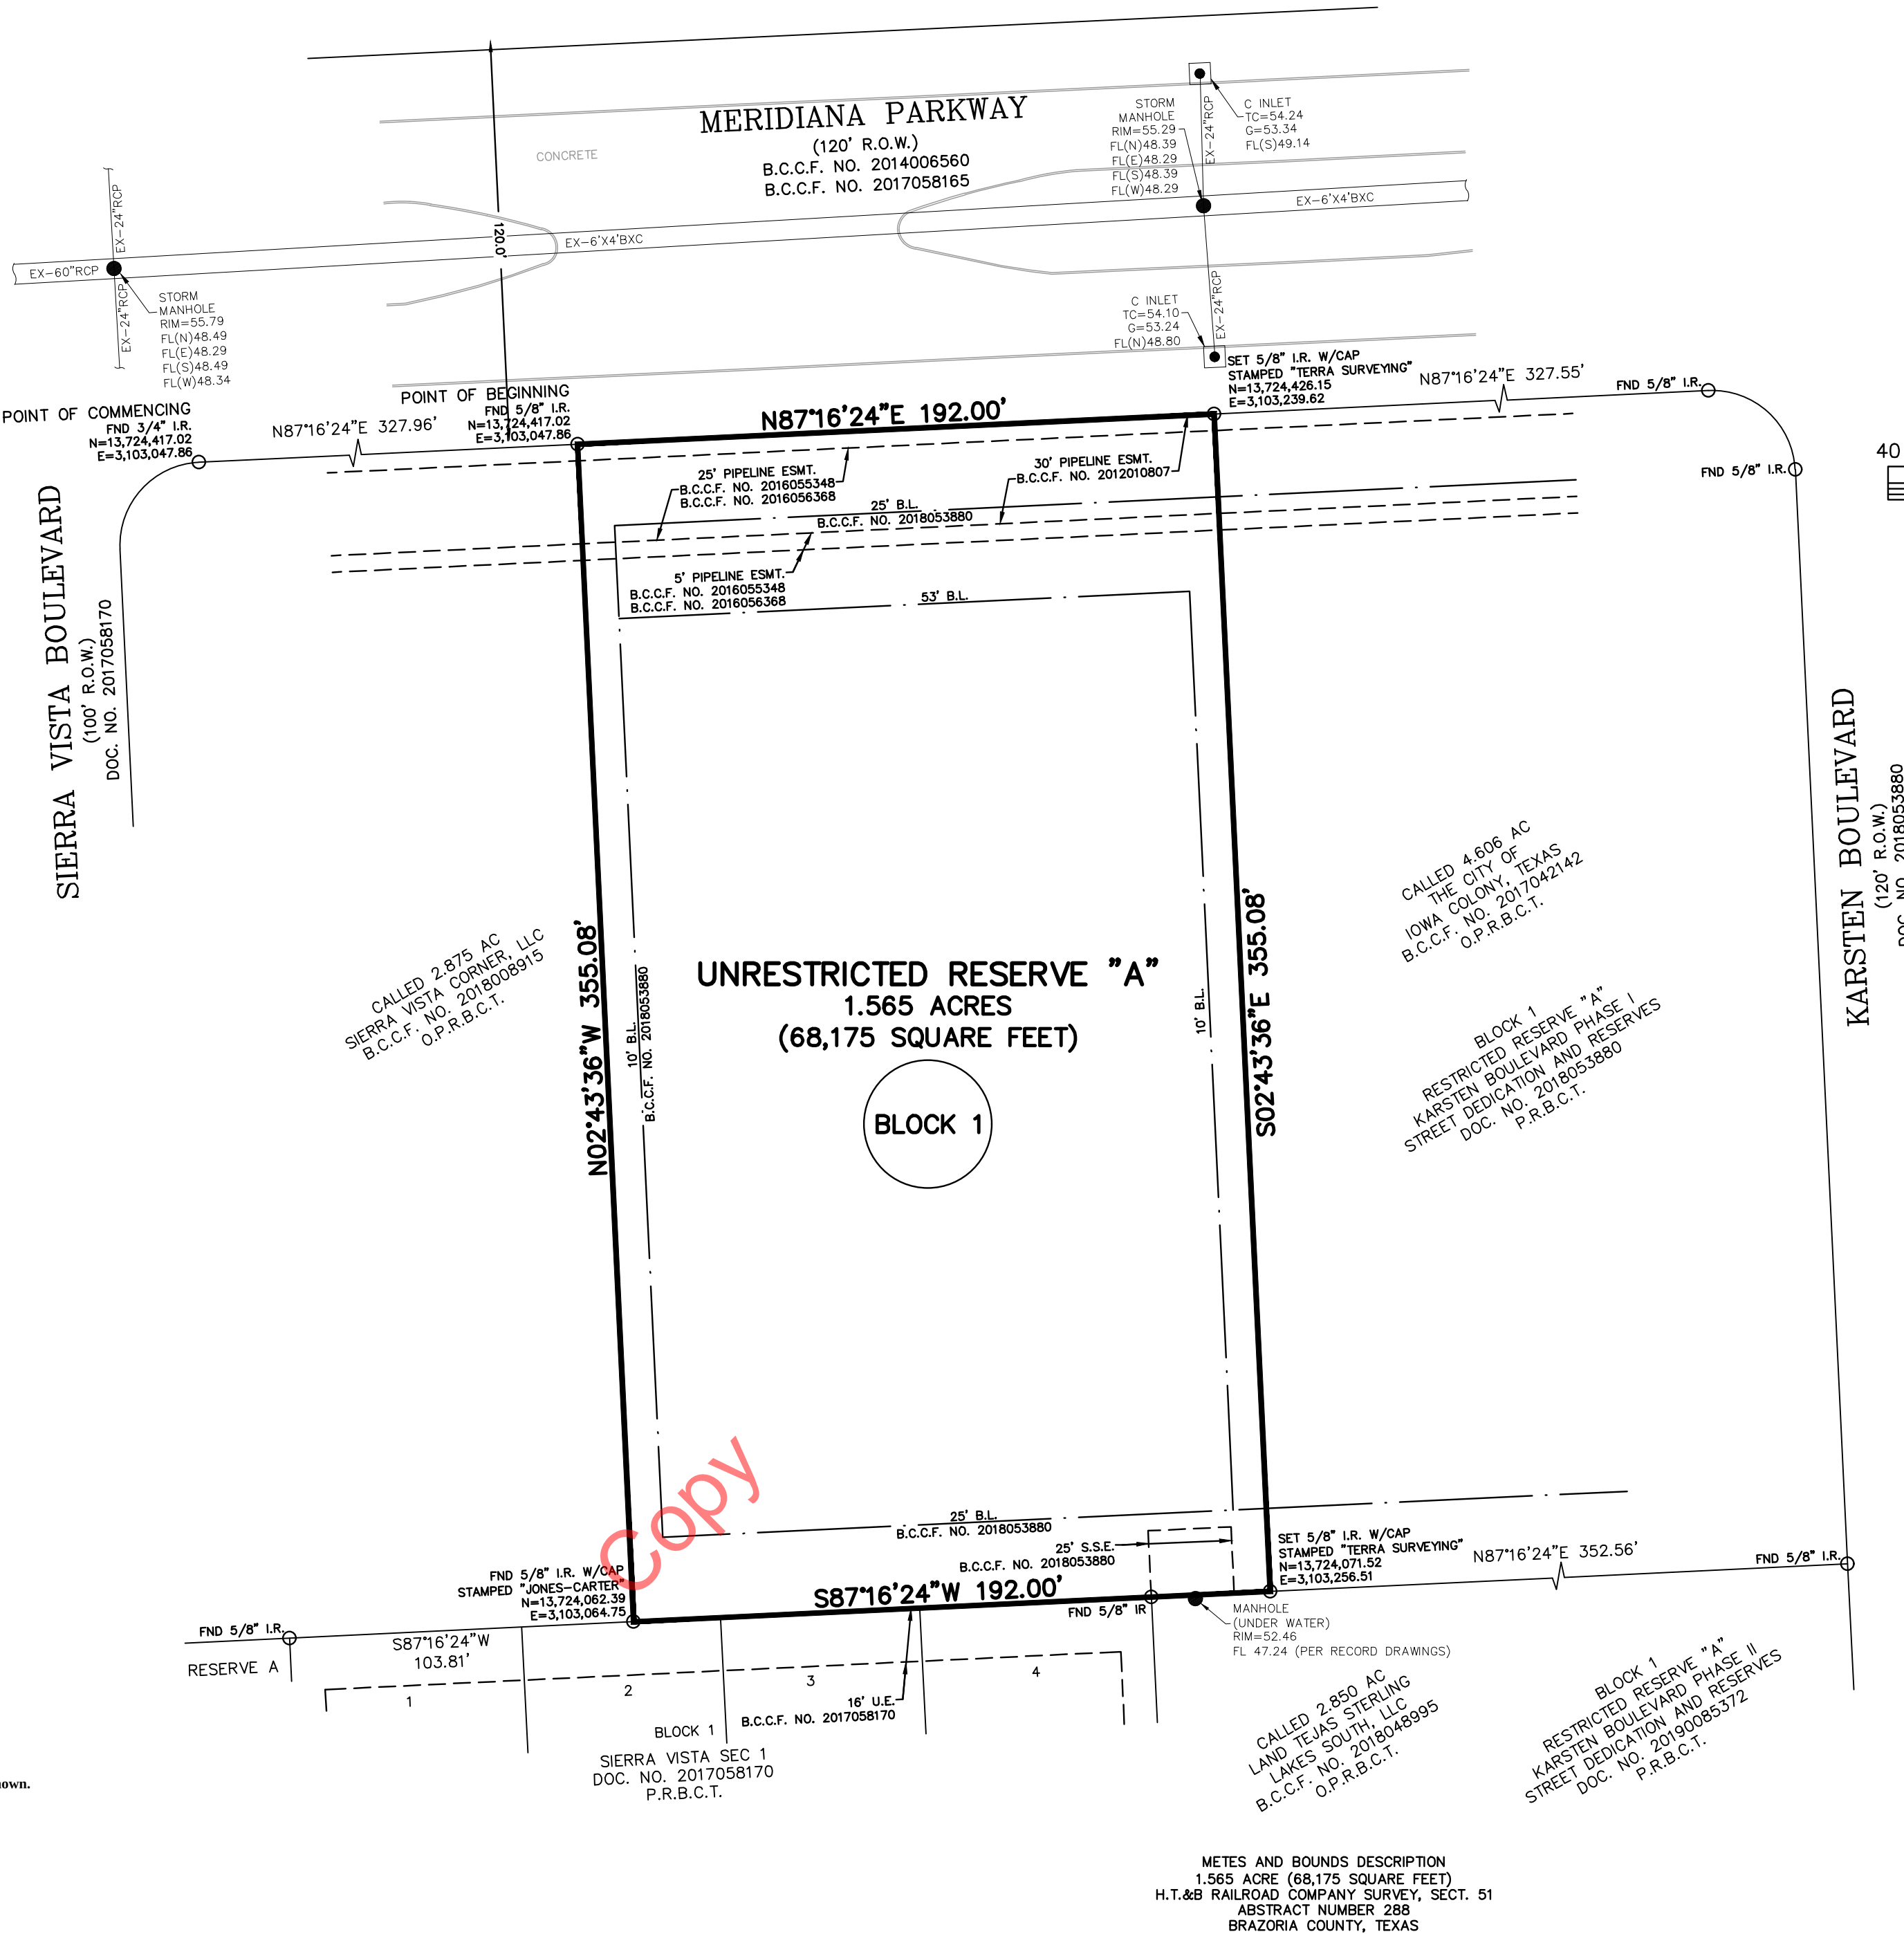 MERIDIANA PARKWAY
(120' R.O.W.)
B.C.C.F. NO. 2014006560
B.C.C.F. NO. 2017058165
CONCRETE
120.0'
STORM
MANHOLE
RIM=55.29
FL(N)48.39
FL(E)48.29
FL(S)48.39
FL(W)48.29
C INLET
TC=54.24
G=53.34
FL(S)49.14
EX-24"RCP
EX-6'X4'BXC
EX-6'X4'BXC
EX-24"RCP
C INLET
TC=54.10
G=53.24
FL(N)48.80
EX-24"RCP
EX-60"RCP
EX-24"RCP
STORM
MANHOLE
RIM=55.79
FL(N)48.49
FL(E)48.29
FL(S)48.49
FL(W)48.34
POINT OF COMMENCING
FND 3/4" I.R.
N=13,724,417.02
E=3,103,047.86
N87°16'24"E 327.96'
POINT OF BEGINNING
FND 5/8" I.R.
N=13,724,417.02
E=3,103,047.86
N87°16'24"E 192.00'
SET 5/8" I.R. W/CAP
STAMPED "TERRA SURVEYING"
N=13,724,426.15
E=3,103,239.62
N87°16'24"E 327.55'
FND 5/8" I.R.
FND 5/8" I.R.
40
25' PIPELINE ESMT.
B.C.C.F. NO. 2016055348
B.C.C.F. NO. 2016056368
30' PIPELINE ESMT.
B.C.C.F. NO. 2012010807
25' B.L.
B.C.C.F. NO. 2018053880
5' PIPELINE ESMT.
B.C.C.F. NO. 2016055348
B.C.C.F. NO. 2016056368
53' B.L.
SIERRA VISTA BOULEVARD
(100' R.O.W.)
DOC. NO. 2017058170
KARSTEN BOULEVARD
(120' R.O.W.)
DOC. NO. 2018053880
CALLED 4.606 AC
THE CITY OF
IOWA COLONY, TEXAS
B.C.C.F. NO. 2017042142
O.P.R.B.C.T.
CALLED 2.875 AC
SIERRA VISTA CORNER, LLC
B.C.C.F. NO. 2018008915
O.P.R.B.C.T.
N02°43'36"W 355.08'
10' B.L.
B.C.C.F. NO. 2018053880
UNRESTRICTED RESERVE "A"
1.565 ACRES
(68,175 SQUARE FEET)
BLOCK 1
10' B.L.
S02°43'36"E 355.08'
BLOCK 1
RESTRICTED RESERVE "A"
KARSTEN BOULEVARD PHASE I
STREET DEDICATION AND RESERVES
DOC. NO. 2018053880
P.R.B.C.T.
Copy
25' B.L.
B.C.C.F. NO. 2018053880
25' S.S.E.
B.C.C.F. NO. 2018053880
FND 5/8" I.R. W/CAP
STAMPED "JONES-CARTER"
N=13,724,062.39
E=3,103,064.75
S87°16'24"W 192.00'
FND 5/8" IR
SET 5/8" I.R. W/CAP
STAMPED "TERRA SURVEYING"
N=13,724,071.52
E=3,103,256.51
N87°16'24"E 352.56'
FND 5/8" I.R.
MANHOLE
(UNDER WATER)
RIM=52.46
FL 47.24 (PER RECORD DRAWINGS)
FND 5/8" I.R.
RESERVE A
S87°16'24"W
103.81'
1
2
3
4
16' U.E.
B.C.C.F. NO. 2017058170
BLOCK 1
SIERRA VISTA SEC 1
DOC. NO. 2017058170
P.R.B.C.T.
CALLED 2.850 AC
LAND TEJAS STERLING
LAKES SOUTH, LLC
B.C.C.F. NO. 2018048995
O.P.R.B.C.T.
BLOCK 1
RESTRICTED RESERVE "A"
KARSTEN BOULEVARD PHASE II
STREET DEDICATION AND RESERVES
DOC. NO. 20190085372
P.R.B.C.T.
METES AND BOUNDS DESCRIPTION
1.565 ACRE (68,175 SQUARE FEET)
H.T.&B RAILROAD COMPANY SURVEY, SECT. 51
ABSTRACT NUMBER 288
BRAZORIA COUNTY, TEXAS